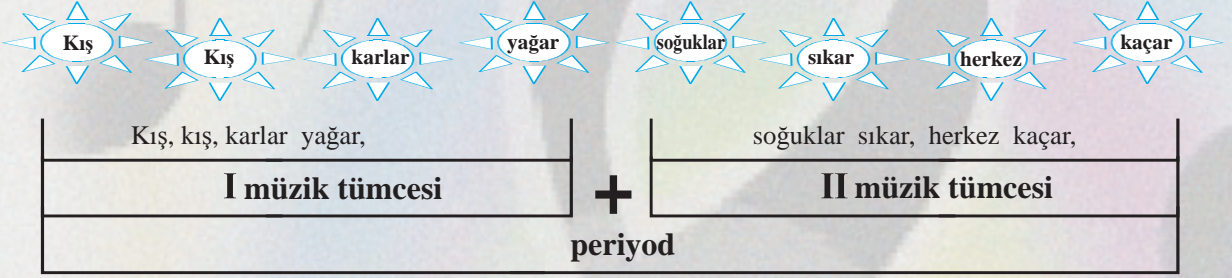 Kış Kış karlar yağar soğuklar sıkar herkez kaçar
Kış, kış, karlar yağar, soğuklar sıkar, herkez kaçar,
I müzik tümcesi + II müzik tümcesi
periyod